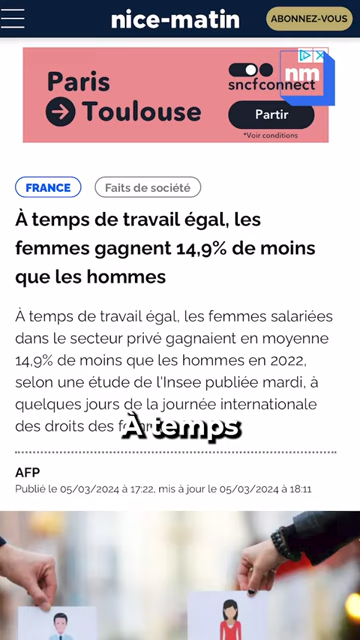 nice-matin
ABONNEZ-VOUS
Paris
Toulouse
sncfconnect
nm
Partir
*Voir conditions
FRANCE
Faits de société
À temps de travail égal, les
femmes gagnent 14,9% de moins
que les hommes
À temps de travail égal, les femmes salariées
dans le secteur privé gagnaient en moyenne
14,9% de moins que les hommes en 2022,
selon une étude de l'Insee publiée mardi, à
quelques jours de la journée internationale
des droits des
À temps
AFP
Publié le 05/03/2024 à 17:22, mis à jour le 05/03/2024 à 18:11